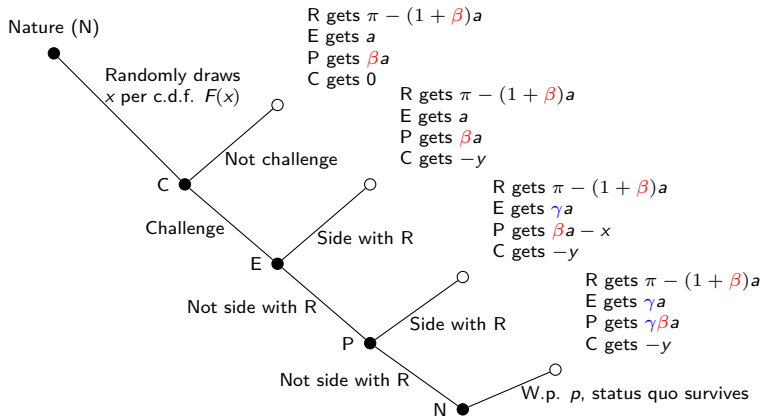 Nature (N)
Randomly draws
x per c.d.f. F(x)
R gets π − (1 + β)a
E gets a
P gets βa
C gets 0
C
Not challenge
Challenge
R gets π − (1 + β)a
E gets a
P gets βa
C gets −y
E
Side with R
Not side with R
R gets π − (1 + β)a
E gets γa
P gets βa − x
C gets −y
P
Side with R
Not side with R
R gets π − (1 + β)a
E gets γa
P gets γβa
C gets −y
N
W.p. p, status quo survives